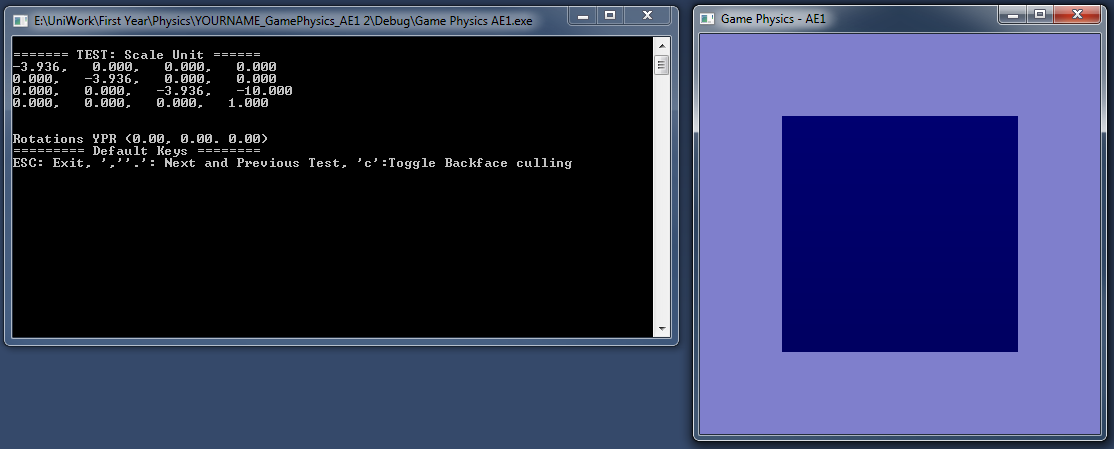 E:\UniWork\First Year\Physics\YOURNAME_GamePhysics_AE1 2\Debug\Game Physics AE1.exe
======= TEST: Scale Unit ======
-3.936, 0.000, 0.000, 0.000
0.000, -3.936, 0.000, 0.000
0.000, 0.000, -3.936, -10.000
0.000, 0.000, 0.000, 1.000
Rotations YPR (0.00, 0.00. 0.00)
========= Default Keys ========
ESC: Exit, ',''.': Next and Previous Test, 'c':Toggle Backface culling
Game Physics - AE1